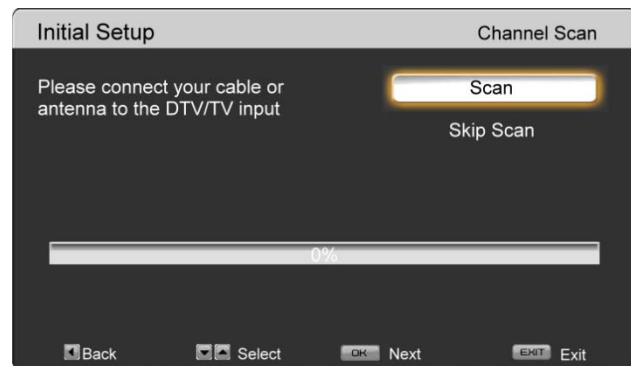 Initial Setup Channel Scan
Please connect your cable or
antenna to the DTV/TV input
Scan
Skip Scan
0%
Back Select OK Next EXIT Exit